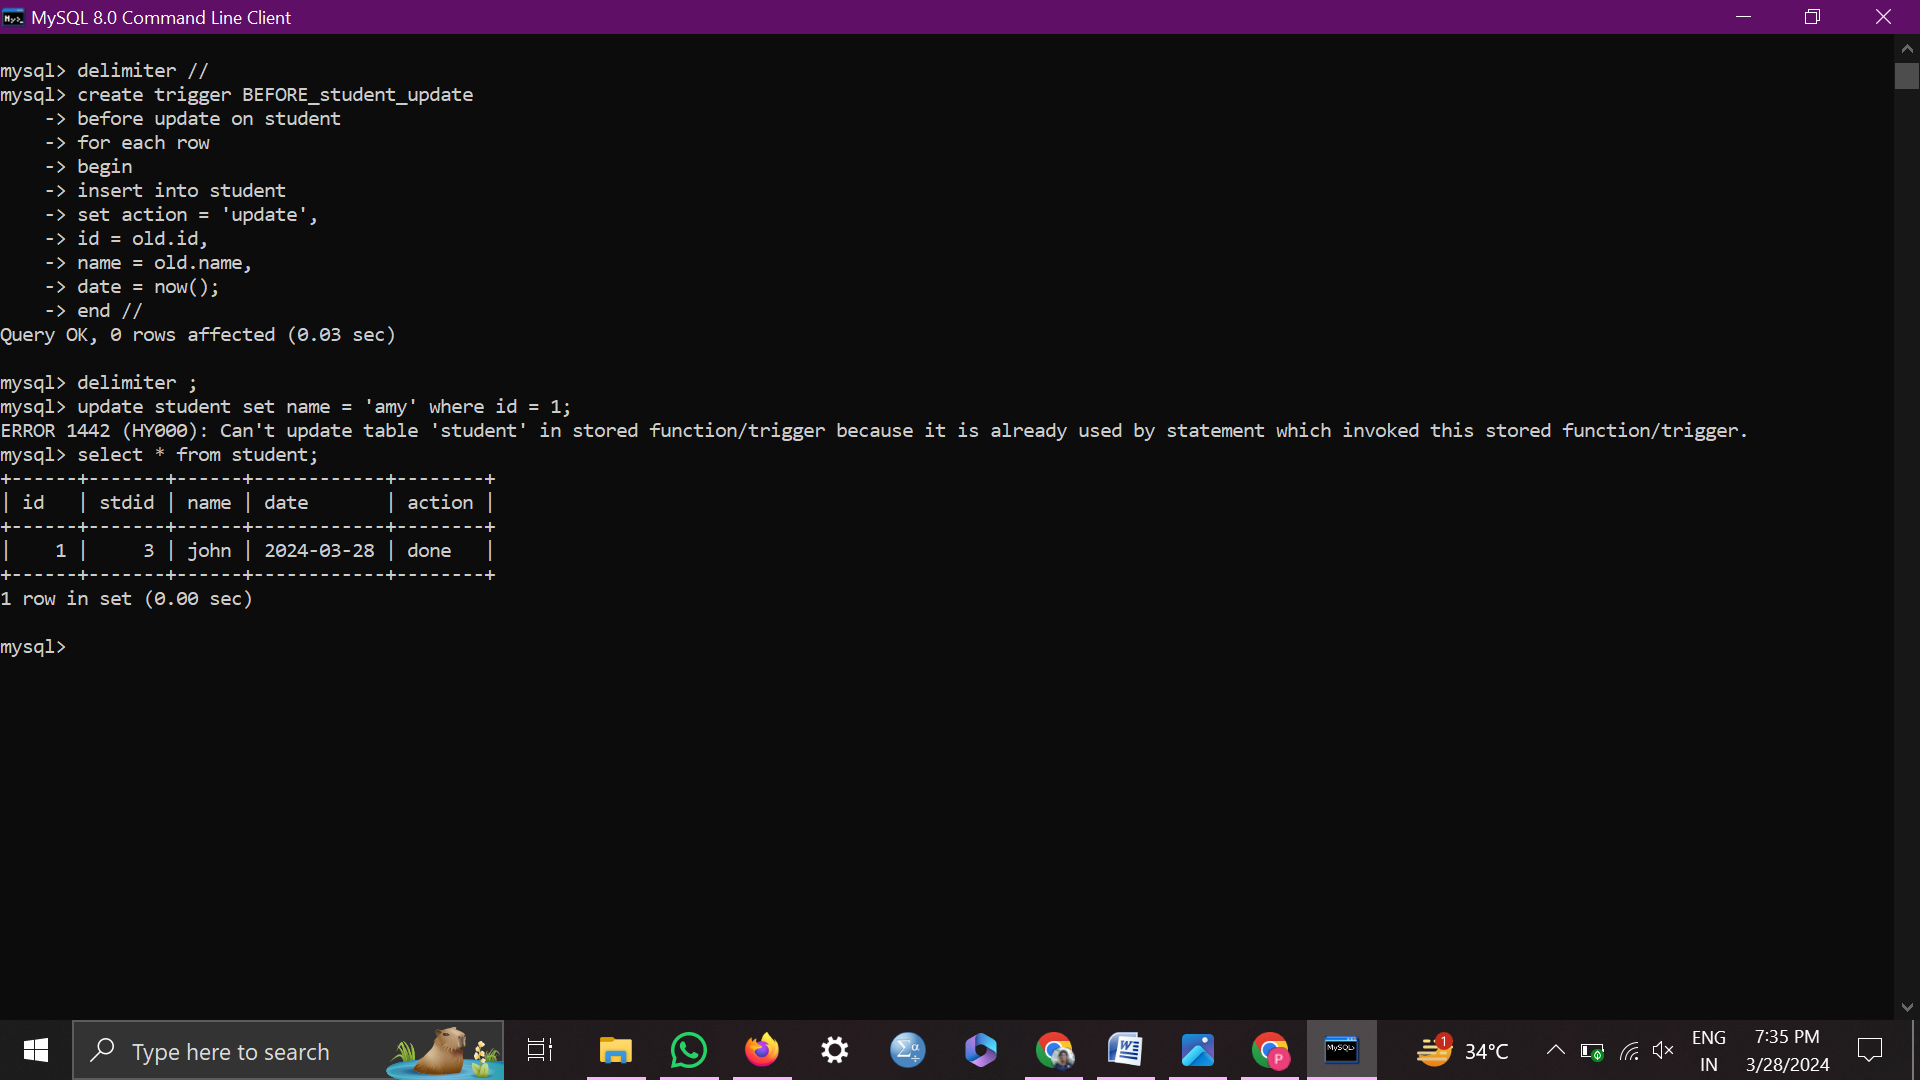 MySQL 8.0 Command Line Client
mysql> delimiter //
mysql> create trigger BEFORE_student_update
    -> before update on student
    -> for each row
    -> begin
    -> insert into student
    -> set action = 'update',
    -> id = old.id,
    -> name = old.name,
    -> date = now();
    -> end //
Query OK, 0 rows affected (0.03 sec)
mysql> delimiter ;
mysql> update student set name = 'amy' where id = 1;
ERROR 1442 (HY000): Can't update table 'student' in stored function/trigger because it is already used by statement which invoked this stored function/trigger.
mysql> select * from student;
+------+-------+------+------------+--------+
| id   | stdid | name | date       | action |
+------+-------+------+------------+--------+
|    1 |     3 | john | 2024-03-28 | done   |
+------+-------+------+------------+--------+
1 row in set (0.00 sec)
mysql>
Type here to search
1
34°C
ENG
IN
7:35 PM
3/28/2024
P
MySQL>